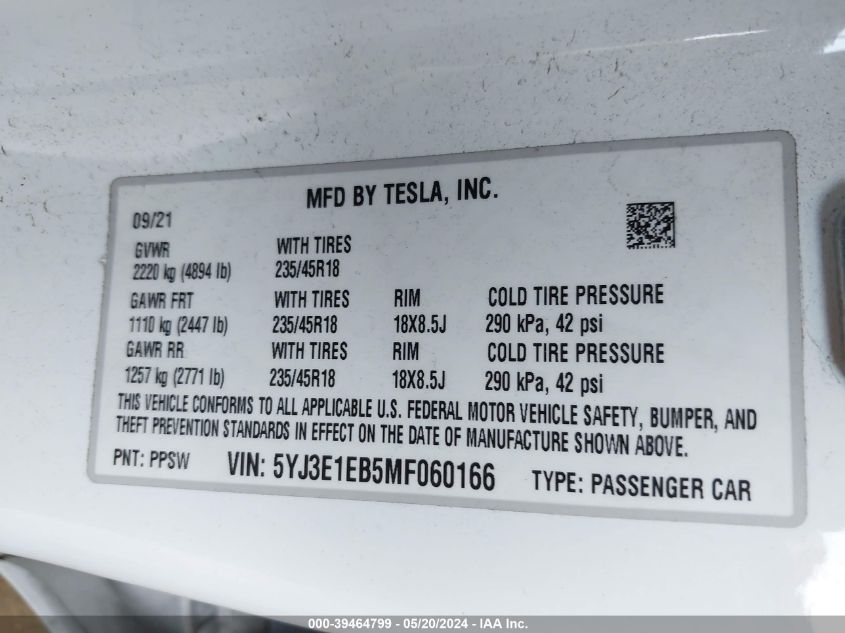 MFD BY TESLA, INC.
09/21
GVWR WITH TIRES
2220 kg (4894 lb) 235/45R18
GAWR FRT WITH TIRES RIM COLD TIRE PRESSURE
1110 kg (2447 lb) 235/45R18 18X8.5J 290 kPa, 42 psi
GAWR RR WITH TIRES RIM COLD TIRE PRESSURE
1257 kg (2771 lb) 235/45R18 18X8.5J 290 kPa, 42 psi
THIS VEHICLE CONFORMS TO ALL APPLICABLE U.S. FEDERAL MOTOR VEHICLE SAFETY, BUMPER, AND
THEFT PREVENTION STANDARDS IN EFFECT ON THE DATE OF MANUFACTURE SHOWN ABOVE.
PNT: PPSW VIN: 5YJ3E1EB5MF060166 TYPE: PASSENGER CAR
000-39464799 - 05/20/2024 - IAA Inc.